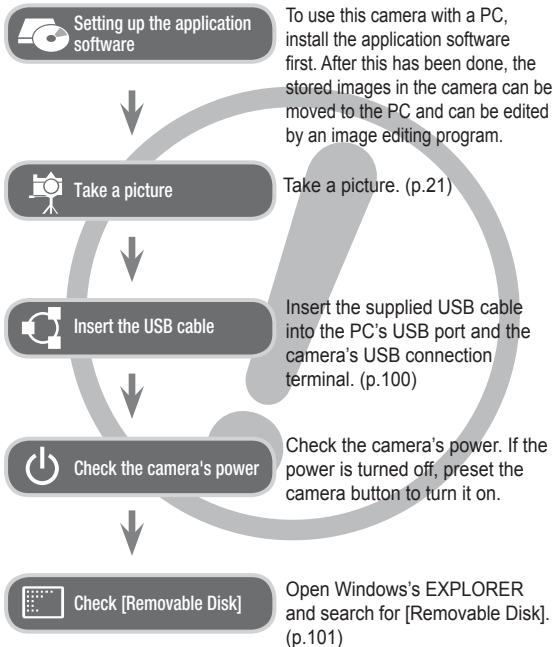 Setting up the application
software
To use this camera with a PC,
install the application software
first. After this has been done, the
stored images in the camera can be
moved to the PC and can be edited
by an image editing program.
Take a picture
Take a picture. (p.21)
Insert the USB cable
Insert the supplied USB cable
into the PC's USB port and the
camera's USB connection
terminal. (p.100)
Check the camera's power
Check the camera's power. If the
power is turned off, preset the
camera button to turn it on.
Check [Removable Disk]
Open Windows's EXPLORER
and search for [Removable Disk].
(p.101)